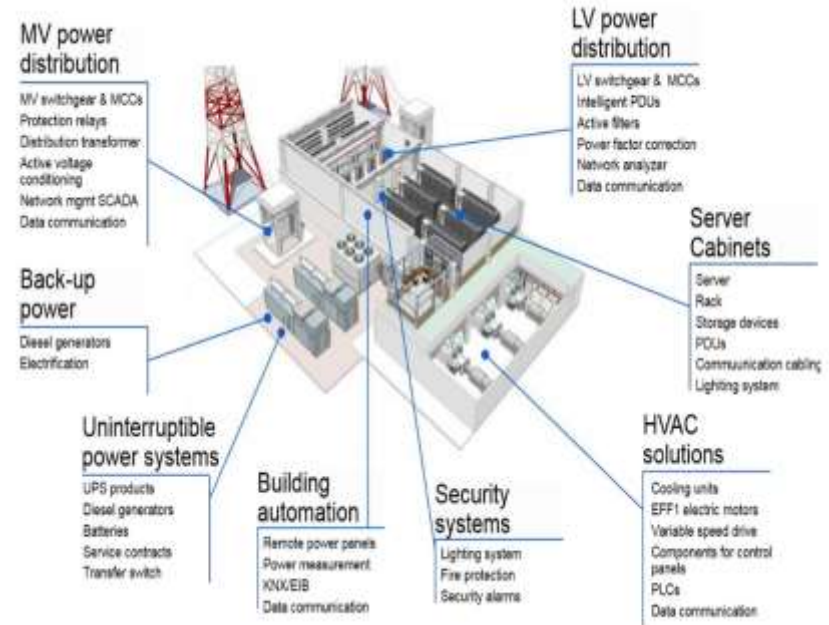 MV power
distribution
MV switchgear & MCCs
Protection relays
Distribution transformer
Active voltage
conditioning
Network mgmt SCADA
Data communication
LV power
distribution
LV switchgear & MCCs
Intelligent PDUs
Active filters
Power factor correction
Network analyzer
Data communication
Server
Cabinets
Server
Rack
Storage devices
PDUs
Commuunication cabling
Lighting system
Back-up
power
Diesel generators
Electrification
Uninterruptible
power systems
UPS products
Diesel generators
Batteries
Service contracts
Transfer switch
Building
automation
Remote power panels
Power measurement
KNX/EIB
Data communication
Security
systems
Lighting system
Fire protection
Security alarms
HVAC
solutions
Cooling units
EFF1 electric motors
Variable speed drive
Components for control
panels
PLCs
Data communication